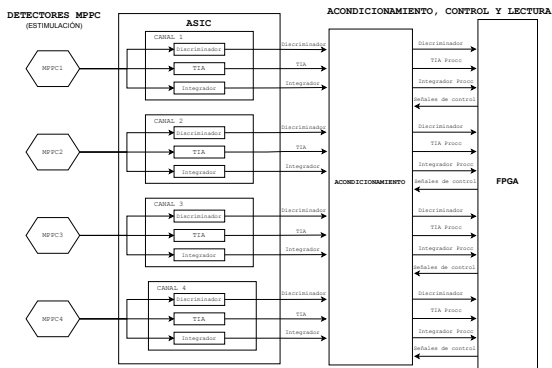 DETECTORES MPPC
(ESTIMULACIÓN)
ASIC
ACONDICIONAMIENTO, CONTROL Y LECTURA
CANAL 1
Discriminador
TIA
Integrador
MPPC1
Discriminador
TIA
Integrador
Discriminador
TIA Procc
Integrador Procc
Señales de control
CANAL 2
Discriminador
TIA
Integrador
MPPC2
Discriminador
TIA
Integrador
Discriminador
TIA Procc
Integrador Procc
Señales de control
ACONDICIONAMIENTO
FPGA
CANAL 3
Discriminador
TIA
Integrador
MPPC3
Discriminador
TIA
Integrador
Discriminador
TIA Procc
Integrador Procc
Señales de control
CANAL 4
Discriminador
TIA
Integrador
MPPC4
Discriminador
TIA
Integrador
Discriminador
TIA Procc
Integrador Procc
Señales de control